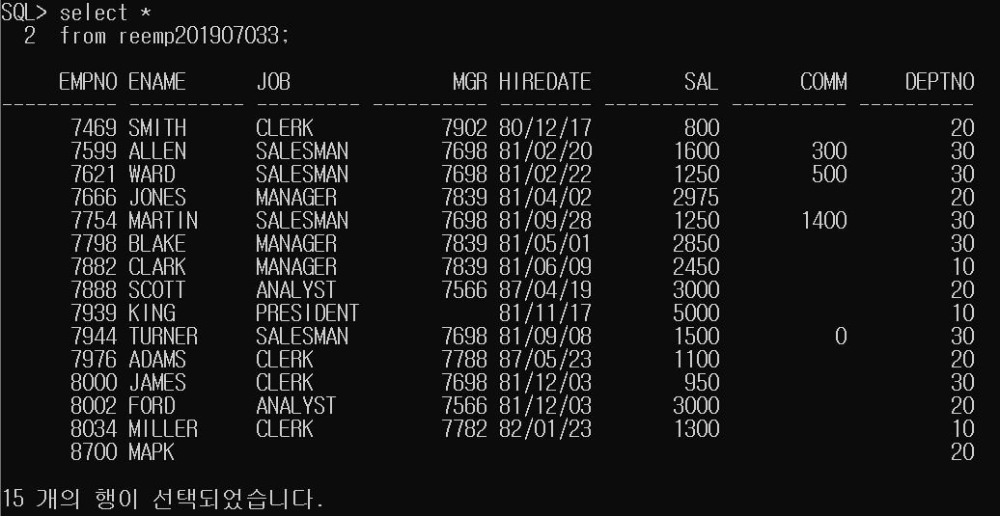 SQL> select *
  2  from reemp201907033;
     EMPNO ENAME      JOB              MGR HIREDATE        SAL       COMM     DEPTNO
---------- ---------- --------- ---------- -------- ---------- ---------- ----------
      7469 SMITH      CLERK           7902 80/12/17        800                    20
      7599 ALLEN      SALESMAN        7698 81/02/20       1600        300         30
      7621 WARD       SALESMAN        7698 81/02/22       1250        500         30
      7666 JONES      MANAGER         7839 81/04/02       2975                    20
      7754 MARTIN     SALESMAN        7698 81/09/28       1250       1400         30
      7798 BLAKE      MANAGER         7839 81/05/01       2850                    30
      7882 CLARK      MANAGER         7839 81/06/09       2450                    10
      7888 SCOTT      ANALYST         7566 87/04/19       3000                    20
      7939 KING       PRESIDENT            81/11/17       5000                    10
      7944 TURNER     SALESMAN        7698 81/09/08       1500          0         30
      7976 ADAMS      CLERK           7788 87/05/23       1100                    20
      8000 JAMES      CLERK           7698 81/12/03        950                    30
      8002 FORD       ANALYST         7566 81/12/03       3000                    20
      8034 MILLER     CLERK           7782 82/01/23       1300                    10
      8700 MAPK                                                                   20
15 개의 행이 선택되었습니다.